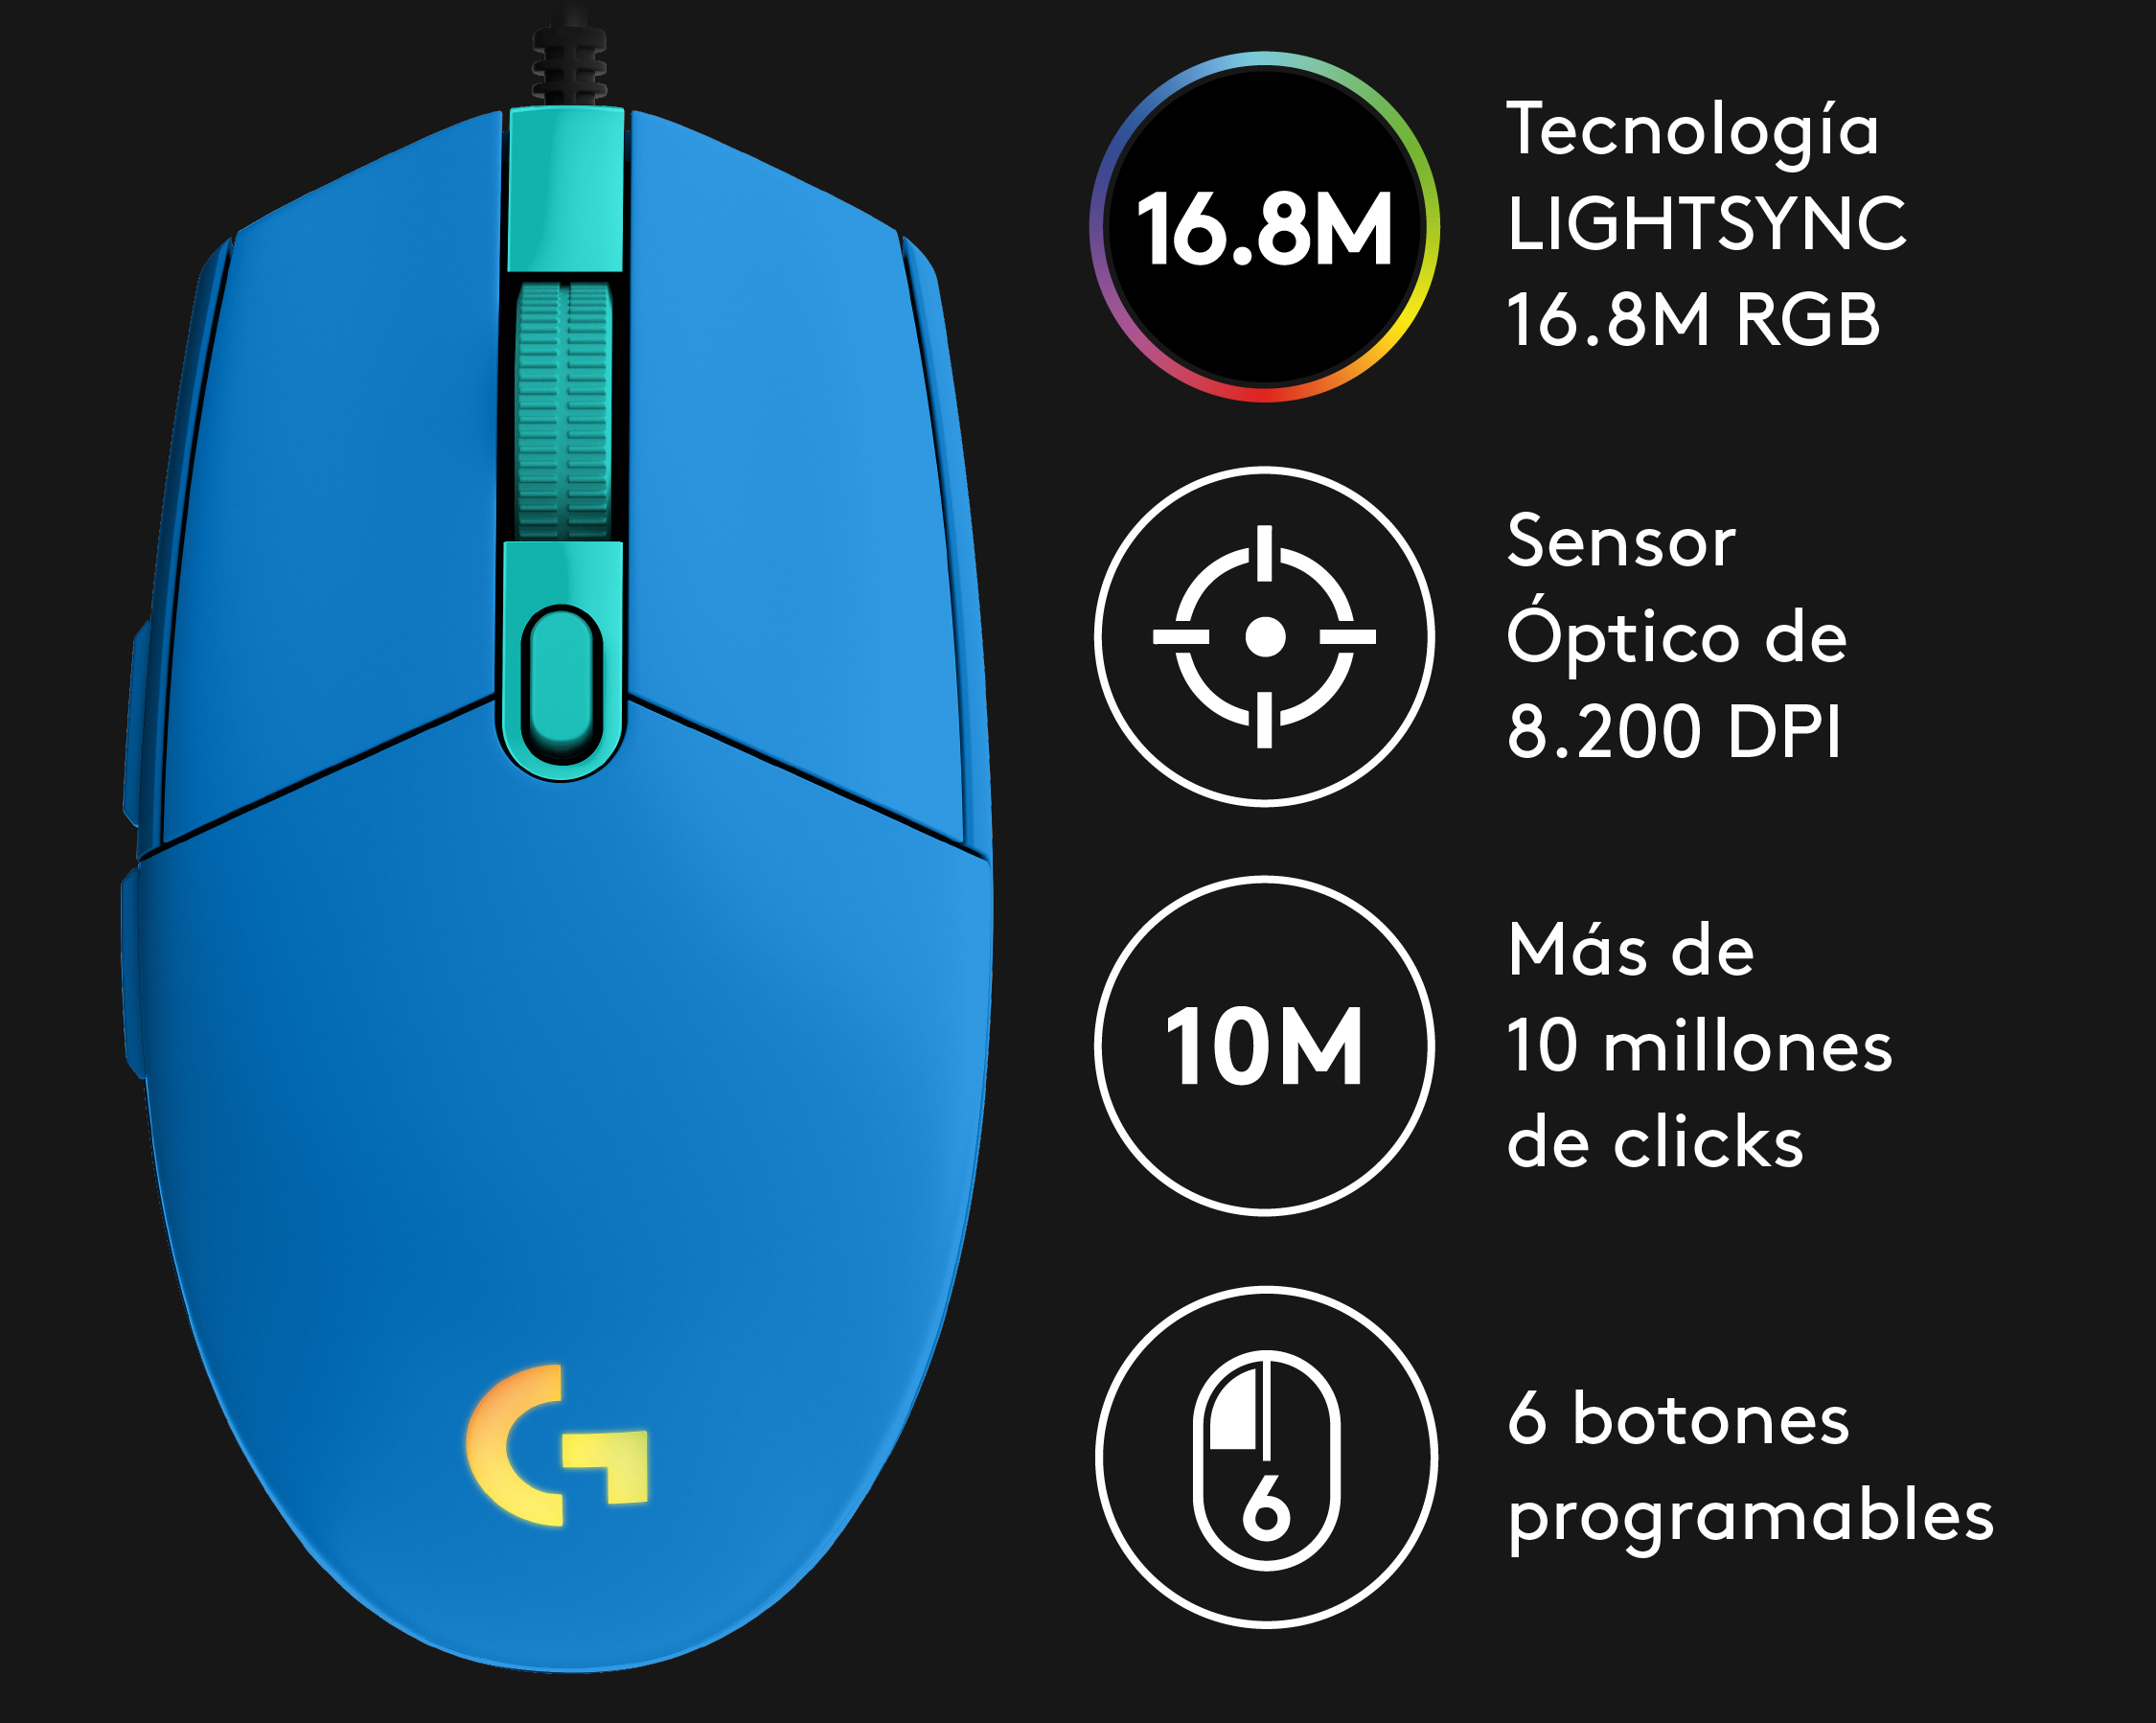 16.8M
Tecnología
LIGHTSYNC
16.8M RGB
Sensor
Óptico de
8.200 DPI
10M
Más de
10 millones
de clicks
6
6 botones
programables
G